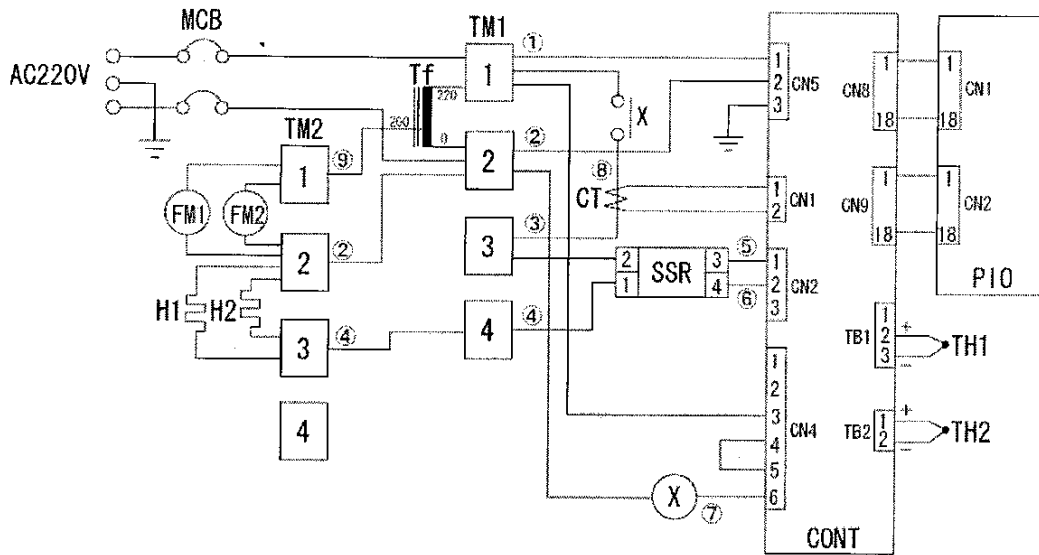 MCB
AC220V
TM1
①
1
Tf
220
260
0
X
TM2
⑨
1
2
②
⑧
CT
FM1
FM2
2
②
③
3
H1
H2
3
④
4
④
4
2
1
SSR
3
4
⑤
⑥
X
⑦
1
2
3
CN5
1
2
CN1
1
2
3
CN2
1
2
3
4
5
6
CN4
CONT
CN8
1
18
1
18
CN1
CN9
1
18
1
18
CN2
PIO
TB1
1
2
3
+
−
TH1
TB2
1
2
+
−
TH2